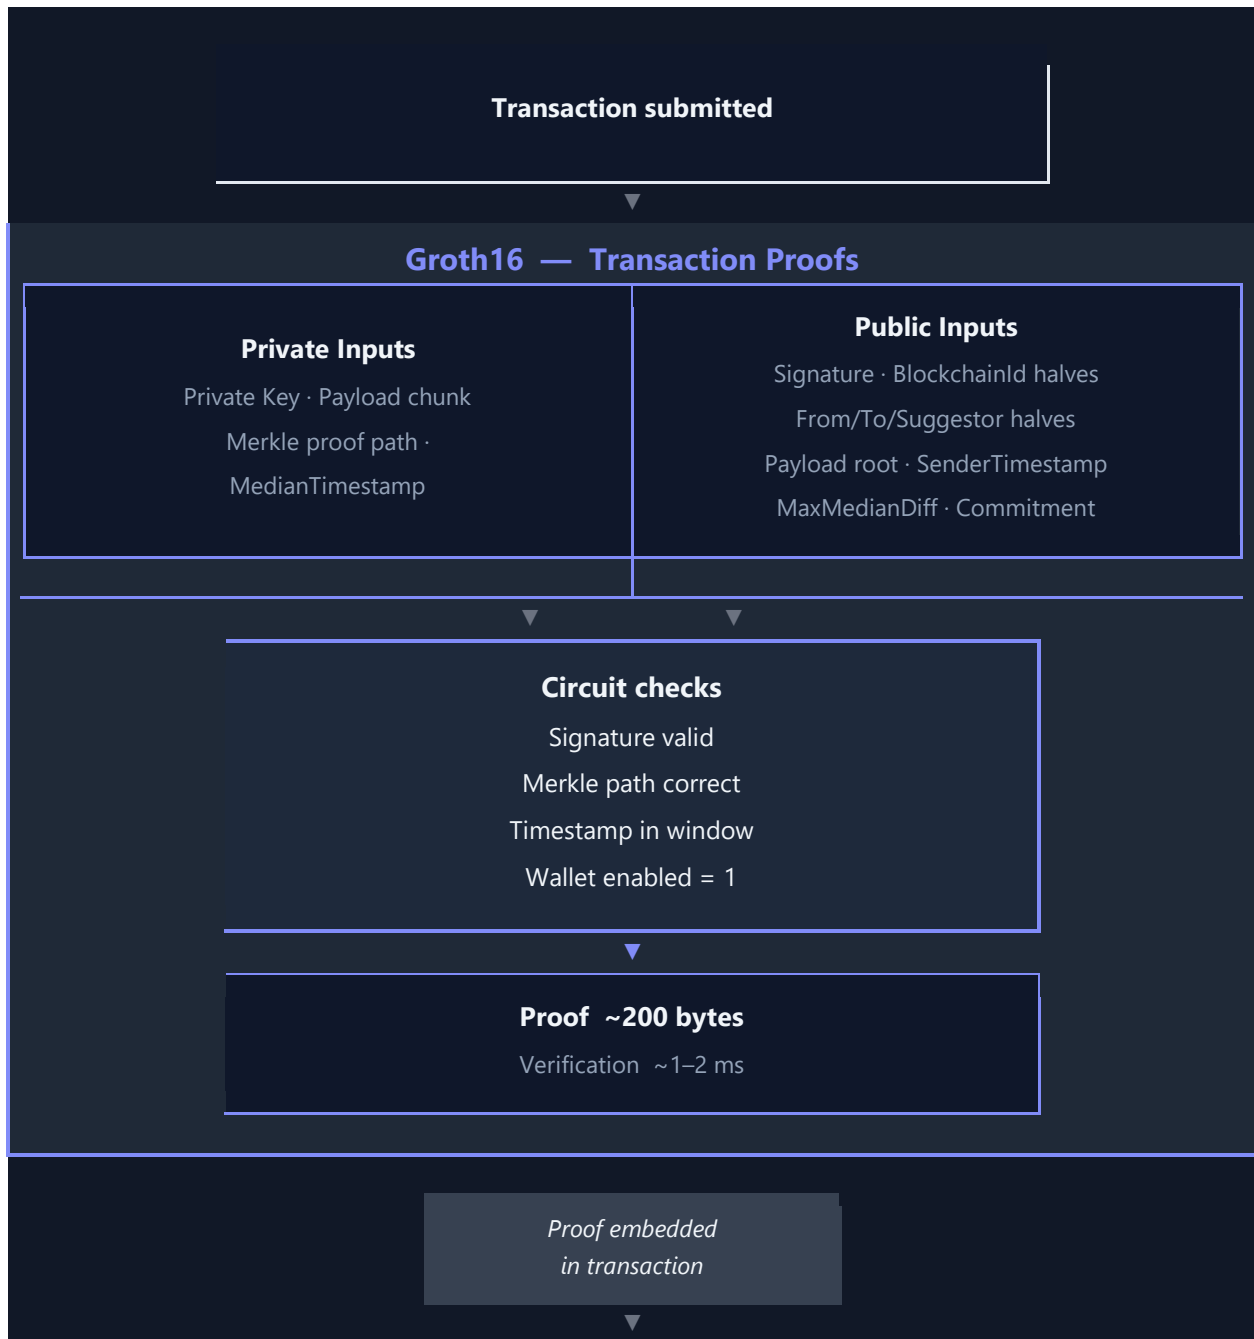 Transaction submitted
▼
Groth16 — Transaction Proofs
Private Inputs
Private Key · Payload chunk
Merkle proof path ·
MedianTimestamp
Public Inputs
Signature · BlockchainId halves
From/To/Suggestor halves
Payload root · SenderTimestamp
MaxMedianDiff · Commitment
▼ ▼
Circuit checks
Signature valid
Merkle path correct
Timestamp in window
Wallet enabled = 1
▼
Proof ~200 bytes
Verification ~1–2 ms
Proof embedded
in transaction
▼